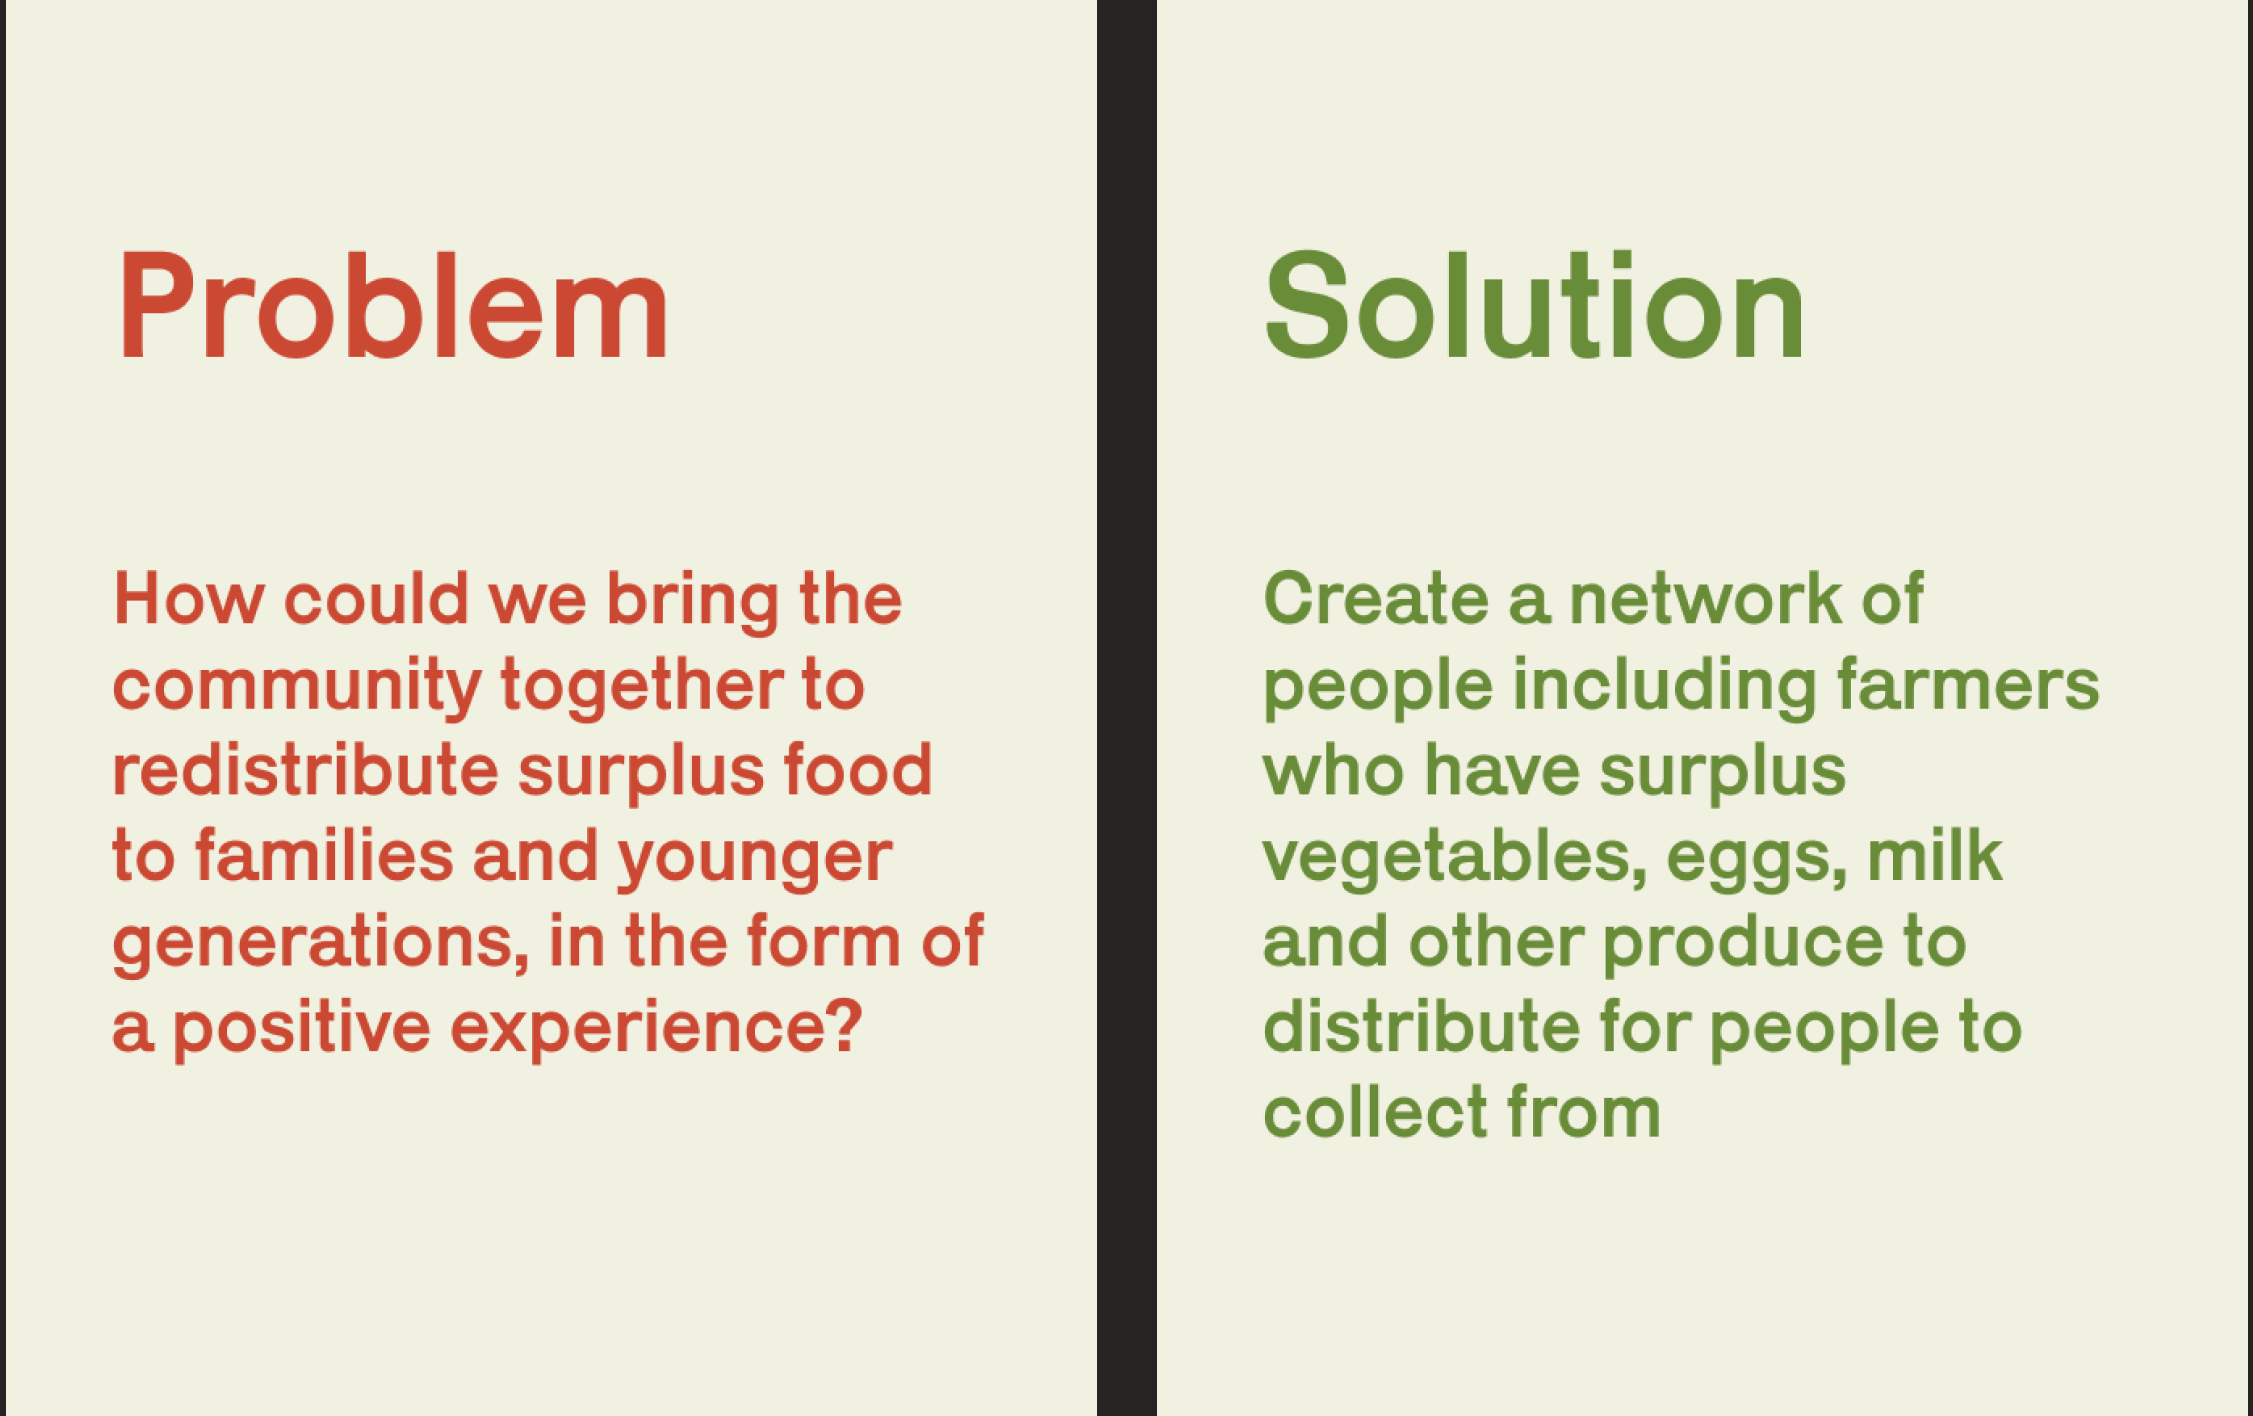 Problem
How could we bring the
community together to
redistribute surplus food
to families and younger
generations, in the form of
a positive experience?
Solution
Create a network of
people including farmers
who have surplus
vegetables, eggs, milk
and other produce to
distribute for people to
collect from